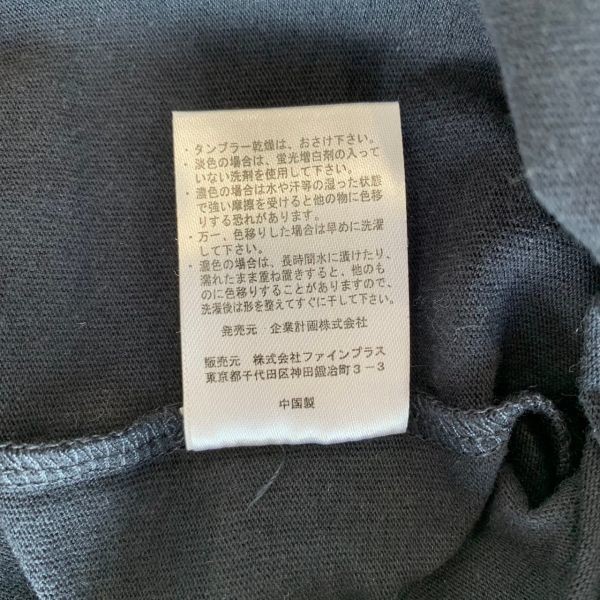 ・タンブラー乾燥は、おさけ下さい。
・淡色の場合は、蛍光増白剤の入って
いない洗剤を使用して下さい。
・濃色の場合は水や汗等の湿った状態
で強い摩擦を受けると他の物に色移
りする恐れがあります。
・万一、色移りした場合は早めに洗濯
して下さい。
・濃色の場合は、長時間水に漬けたり、
濡れたまま重ね置きすると、他のも
のに色移りすることがありますので、
洗濯後は形を整えてすぐに干して下さい。
発売元 企業計画株式会社
販売元 株式会社ファインプラス
東京都千代田区神田鍛冶町3-3
中国製